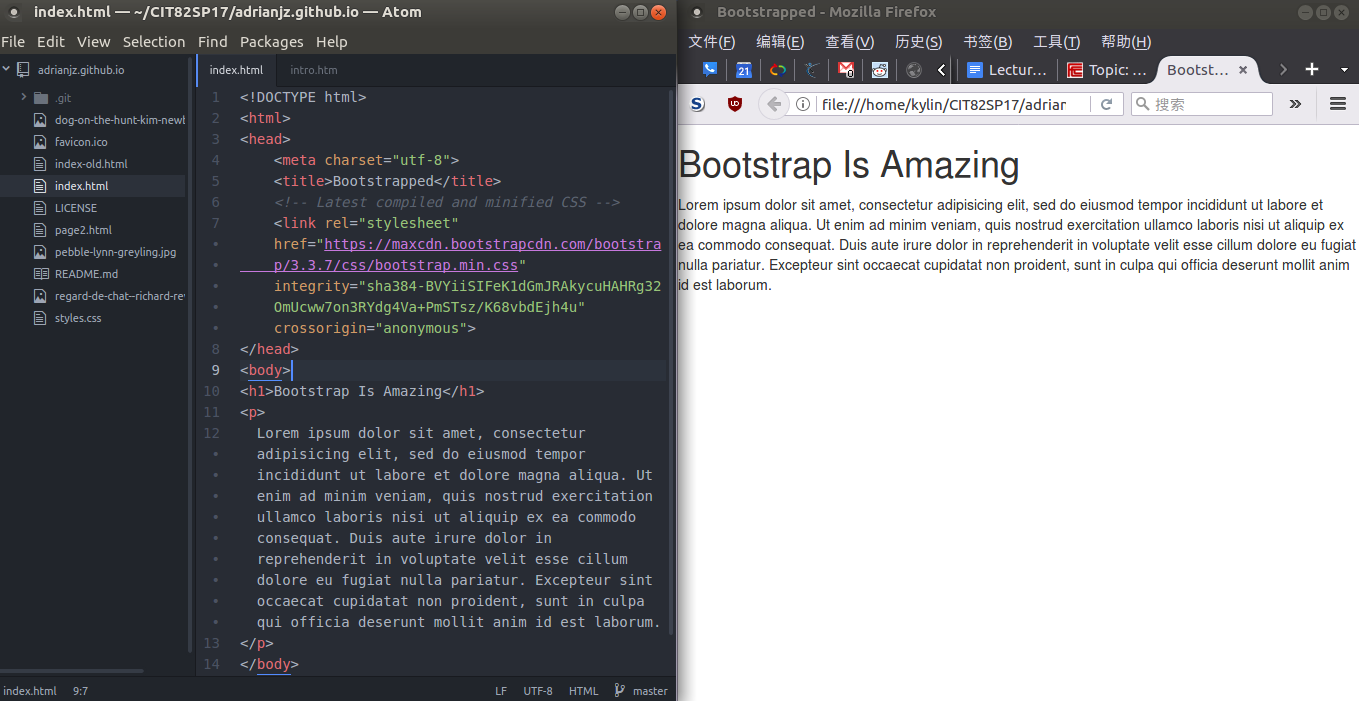 index.html — ~/CIT82SP17/adrianjz.github.io — Atom
File Edit View Selection Find Packages Help
adrianjz.github.io
.git
dog-on-the-hunt-kim-newb
favicon.ico
index-old.html
index.html
LICENSE
page2.html
pebble-lynn-greyling.jpg
README.md
regard-de-chat--richard-rev
styles.css
index.html intro.htm
1 <!DOCTYPE html>
2 <html>
3 <head>
4 <meta charset="utf-8">
5 <title>Bootstrapped</title>
6 <!-- Latest compiled and minified CSS -->
7 <link rel="stylesheet"
href="https://maxcdn.bootstrapcdn.com/bootstra
p/3.3.7/css/bootstrap.min.css"
integrity="sha384-BVYiiSIFeK1dGmJRAkycuHAHRg32
OmUcww7on3RYdg4Va+PmSTsz/K68vbdEjh4u"
crossorigin="anonymous">
8 </head>
9 <body>
10 <h1>Bootstrap Is Amazing</h1>
11 <p>
12 Lorem ipsum dolor sit amet, consectetur
adipisicing elit, sed do eiusmod tempor
incididunt ut labore et dolore magna aliqua. Ut
enim ad minim veniam, quis nostrud exercitation
ullamco laboris nisi ut aliquip ex ea commodo
consequat. Duis aute irure dolor in
reprehenderit in voluptate velit esse cillum
dolore eu fugiat nulla pariatur. Excepteur sint
occaecat cupidatat non proident, sunt in culpa
qui officia deserunt mollit anim id est laborum.
13 </p>
14 </body>
index.html 9:7 LF UTF-8 HTML master
Bootstrapped - Mozilla Firefox
文件(F) 编辑(E) 查看(V) 历史(S) 书签(B) 工具(T) 帮助(H)
21 0 Lectur... Topic: ... Bootst...
S UD file:///home/kylin/CIT82SP17/adrian 搜索
Bootstrap Is Amazing
Lorem ipsum dolor sit amet, consectetur adipisicing elit, sed do eiusmod tempor incididunt ut labore et
dolore magna aliqua. Ut enim ad minim veniam, quis nostrud exercitation ullamco laboris nisi ut aliquip ex
ea commodo consequat. Duis aute irure dolor in reprehenderit in voluptate velit esse cillum dolore eu fugiat
nulla pariatur. Excepteur sint occaecat cupidatat non proident, sunt in culpa qui officia deserunt mollit anim
id est laborum.